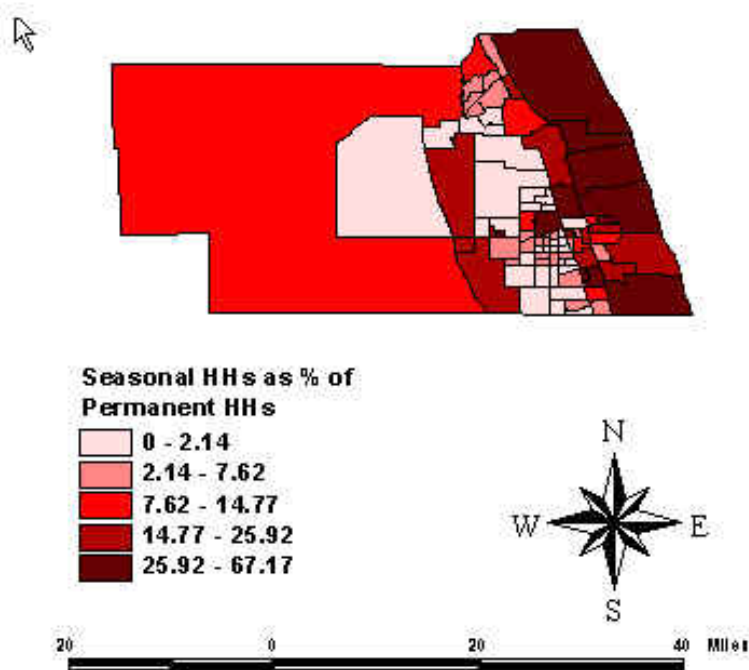 Seasonal HHs as % of
Permanent HHs
0 - 2.14
2.14 - 7.62
7.62 - 14.77
14.77 - 25.92
25.92 - 67.17
N
W E
S
20 0 20 40 Miles